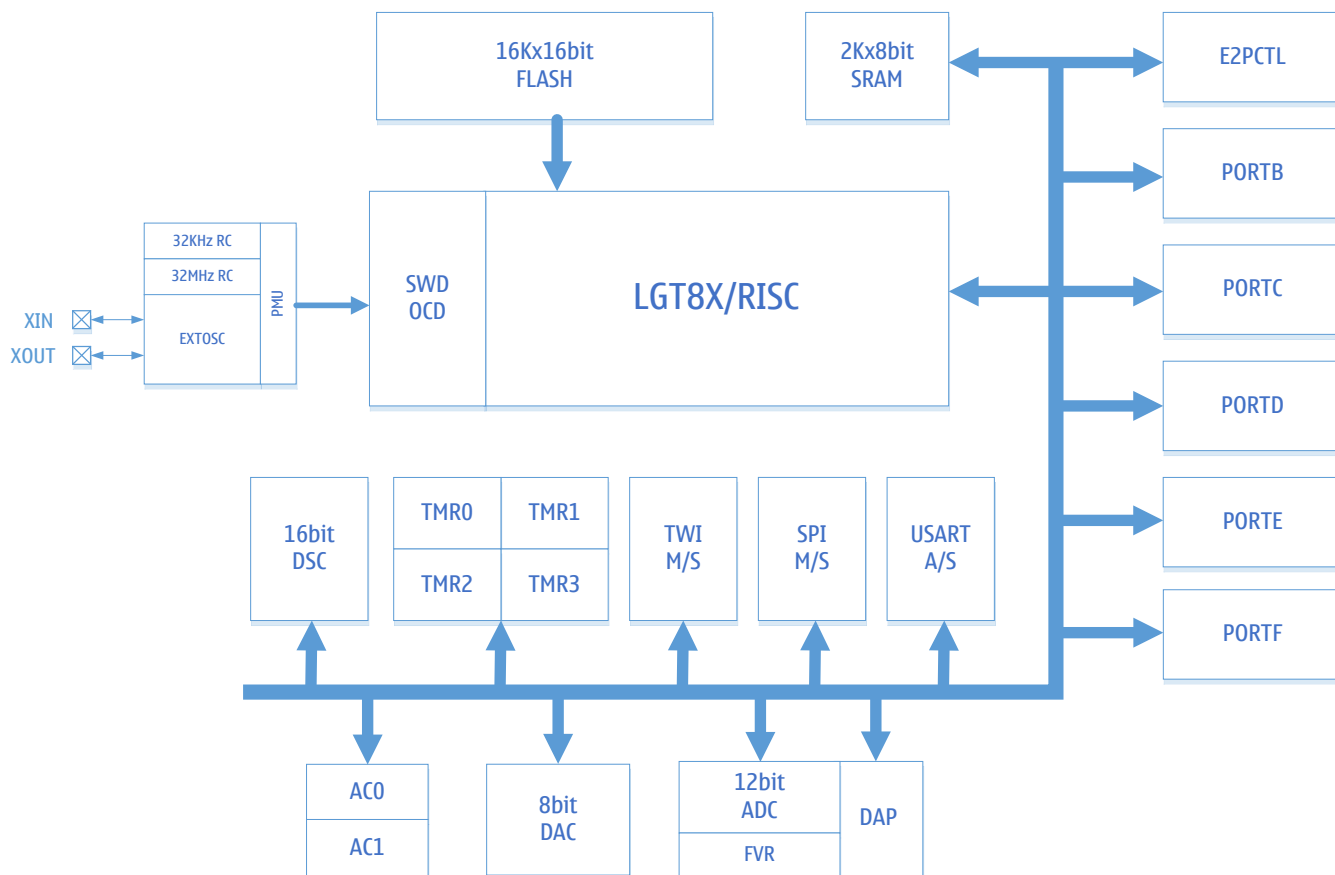 16Kx16bit
FLASH
2Kx8bit
SRAM
E2PCTL
PORTB
32KHz RC
32MHz RC
EXTOSC
PMU
XIN
XOUT
SWD
OCD
LGT8X/RISC
PORTC
PORTD
16bit
DSC
TMR0
TMR1
TMR2
TMR3
TWI
M/S
SPI
M/S
USART
A/S
PORTE
PORTF
AC0
AC1
8bit
DAC
12bit
ADC
FVR
DAP